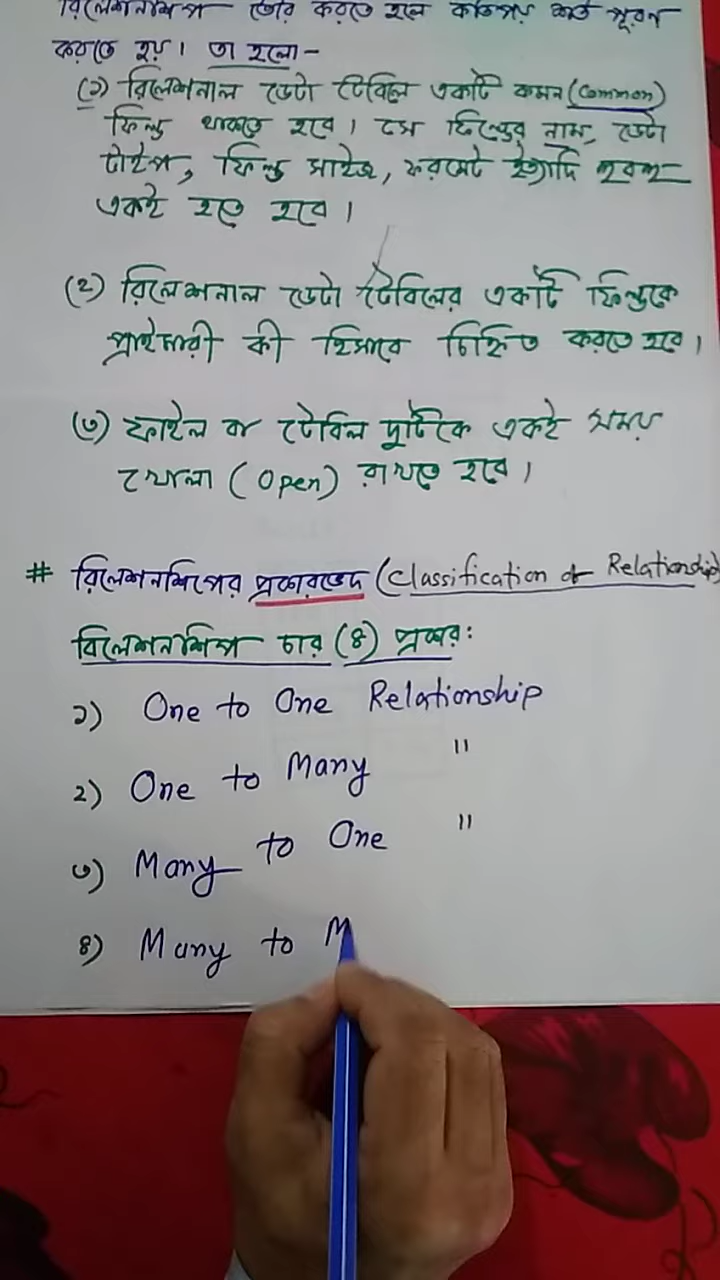 রিলেশনশিপ তৈরি করতে হলে কতিপয় শর্ত পূরণ
করতে হয়। তা হলো -
(১) রিলেশনাল ডেটা টেবিলে একটি কমন (Common)
ফিল্ড থাকতে হবে। সে ফিল্ডের নাম, ডেটা
টাইপ, ফিল্ড সাইজ, ফরমেট ইত্যাদি হুবহু
একই হতে হবে।
(২) রিলেশনাল ডেটা টেবিলের একটি ফিল্ডকে
প্রাইমারী কী হিসাবে চিহ্নিত করতে হবে।
(৩) ফাইল বা টেবিল দুটিকে একই সময়
খোলা (Open) রাখতে হবে।
# রিলেশনশিপের প্রকারভেদ (Classification of Relationship)
রিলেশনশিপ চার (৪) প্রকার:
১) One to One Relationship
২) One to Many "
৩) Many to One "
৪) Many to M